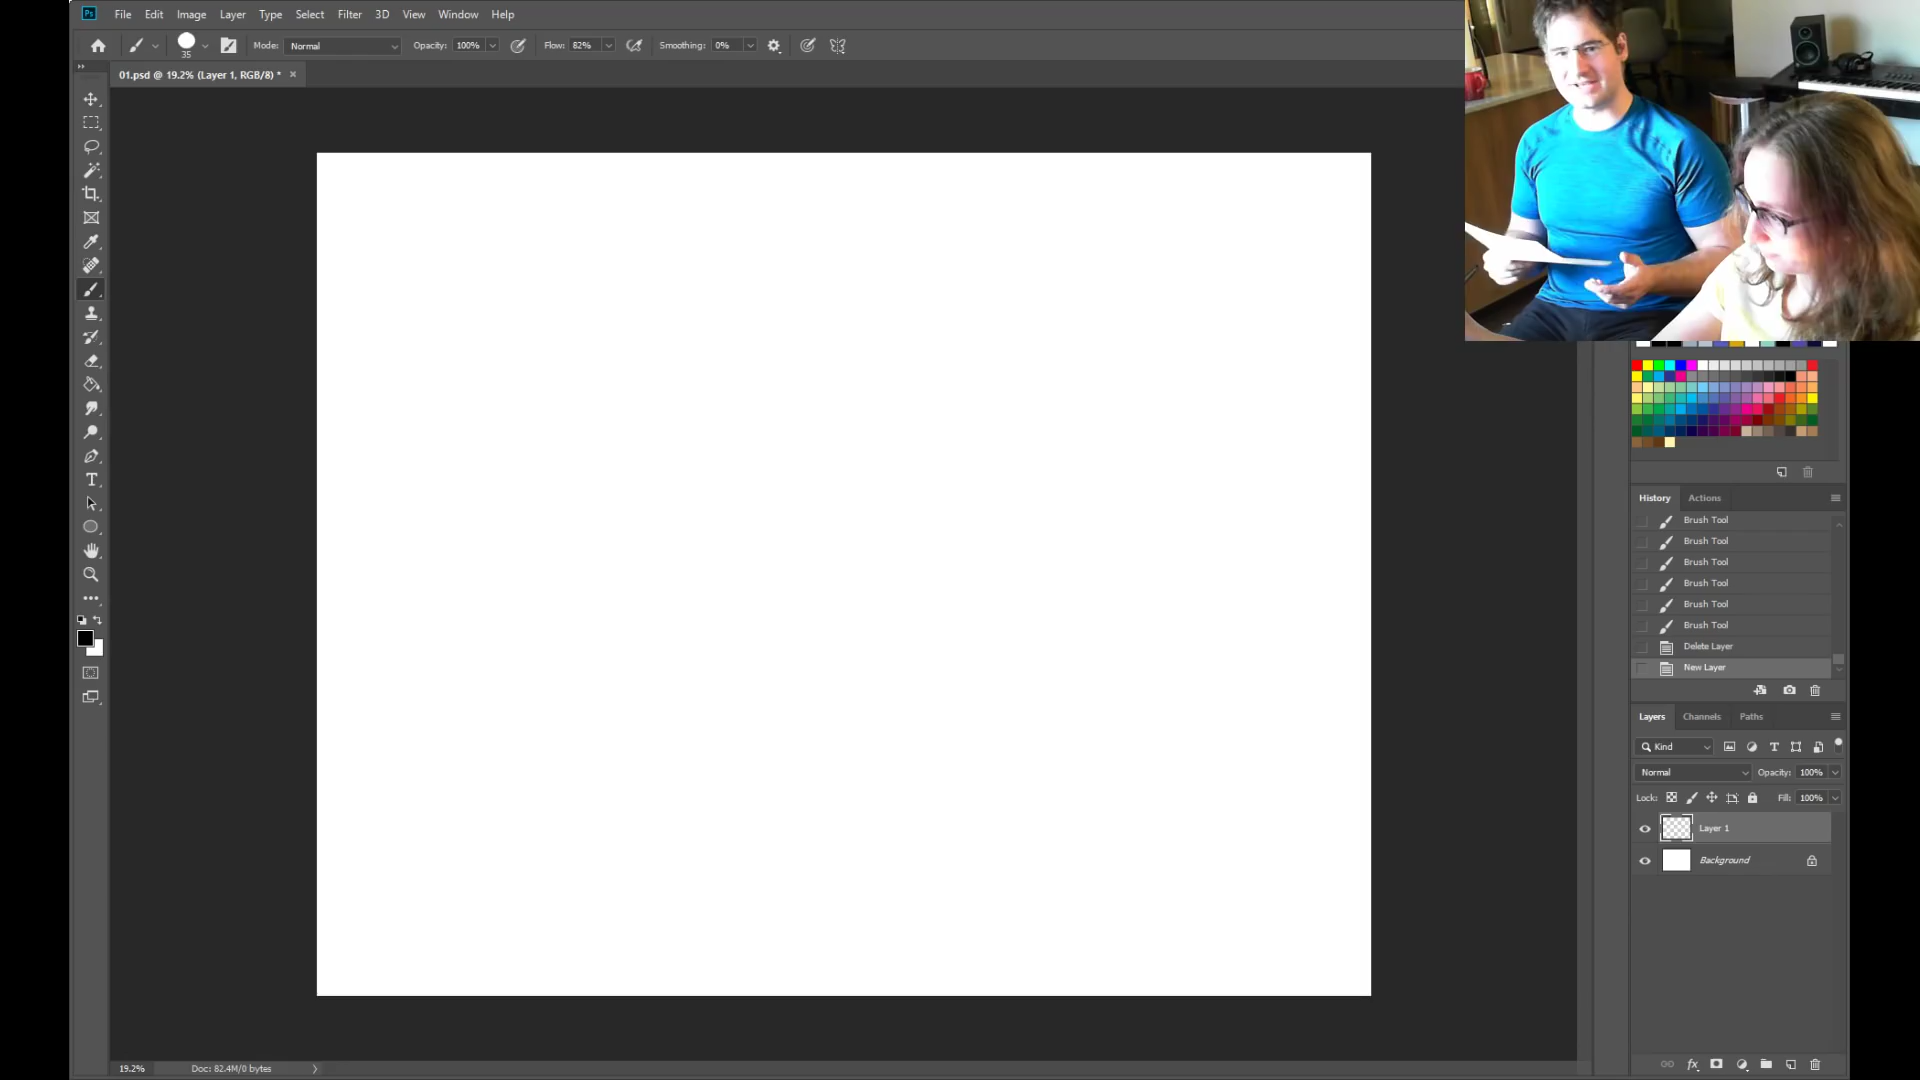 Ps File Edit Image Layer Type Select Filter 3D View Window Help
35 Mode: Normal Opacity: 100% Flow: 82% Smoothing: 0%
01.psd @ 19.2% (Layer 1, RGB/8) * ×
History Actions
Brush Tool
Brush Tool
Brush Tool
Brush Tool
Brush Tool
Brush Tool
Delete Layer
New Layer
Layers Channels Paths
Kind
Normal Opacity: 100%
Lock: Fill: 100%
Layer 1
Background
19.2% Doc: 82.4M/0 bytes
fx